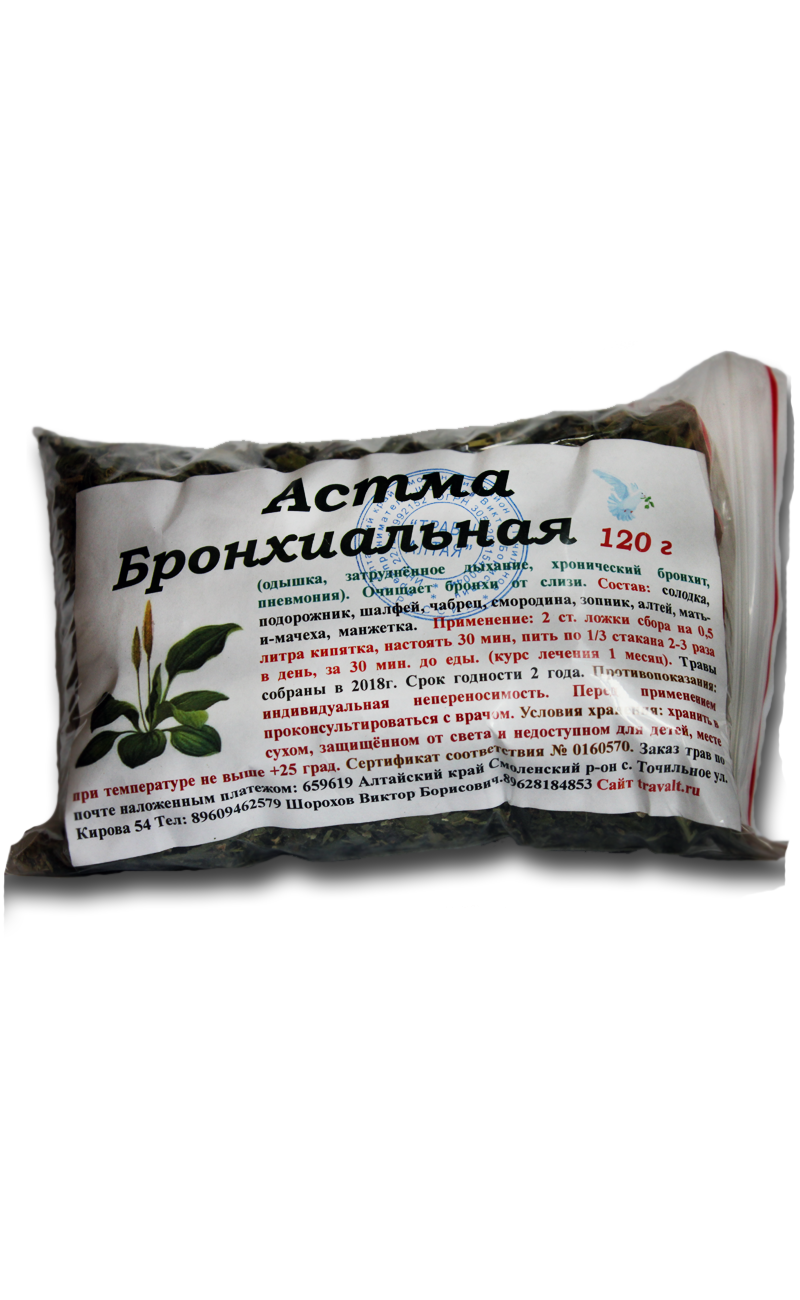 Астма
Бронхиальная 120 г
(одышка, затруднённое дыхание, хронический бронхит,
пневмония). Очищает бронхи от слизи. Состав: солодка,
подорожник, шалфей, чабрец, смородина, зопник, алтей, мать-
и-мачеха, манжетка. Применение: 2 ст. ложки сбора на 0,5
литра кипятка, настоять 30 мин, пить по 1/3 стакана 2-3 раза
в день, за 30 мин. до еды. (курс лечения 1 месяц). Травы
собраны в 2018г. Срок годности 2 года. Противопоказания:
индивидуальная непереносимость. Перед применением
проконсультироваться с врачом. Условия хранения: хранить в
сухом, защищённом от света и недоступном для детей, месте
при температуре не выше +25 град. Сертификат соответствия № 0160570. Заказ трав по
почте наложенным платежом: 659619 Алтайский край Смоленский р-он с. Точильное ул.
Кирова 54 Тел: 89609462579 Шорохов Виктор Борисович.89628184853 Сайт travalt.ru